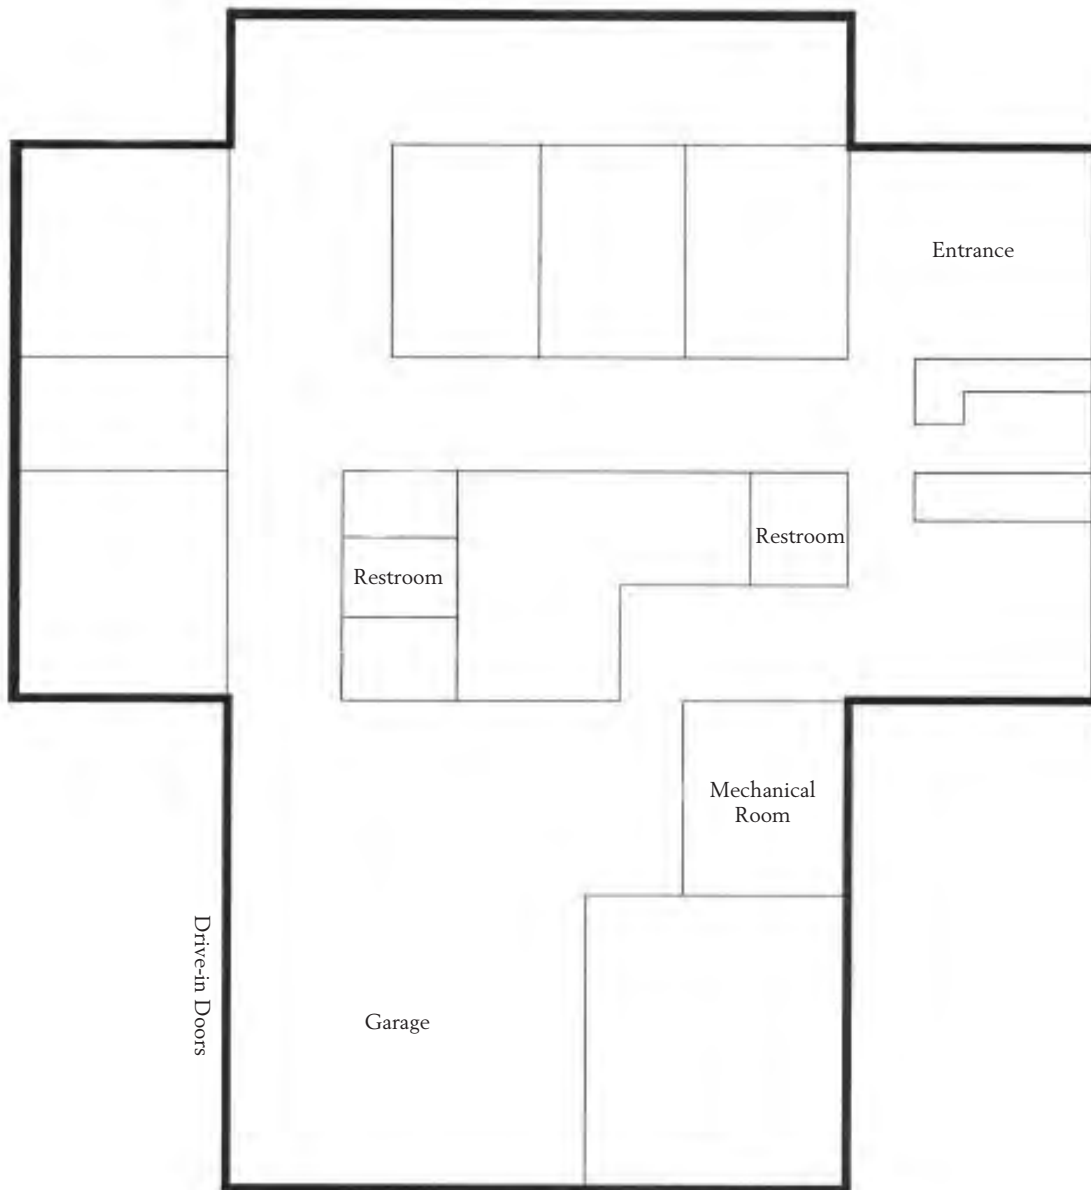 Entrance
Restroom
Restroom
Mechanical
Room
Drive-in Doors
Garage